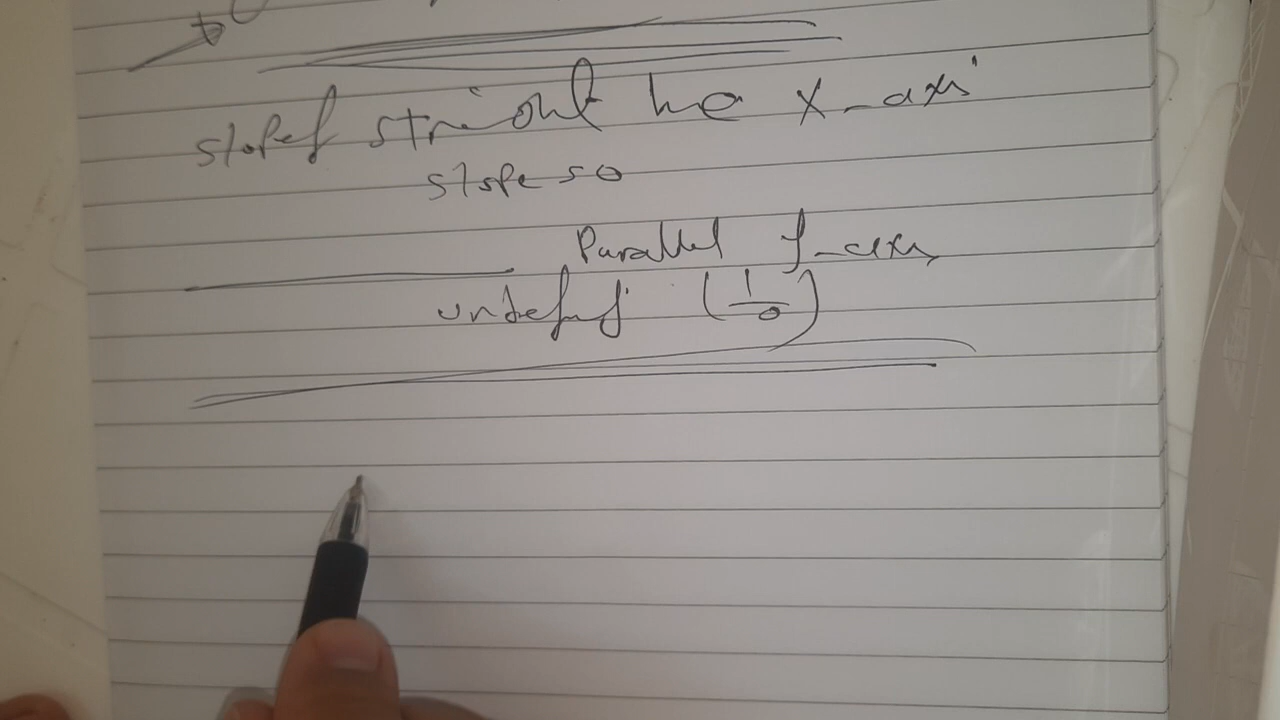 slope of straight line x-axis
slope = 0
Parallel y-axis
undefined (1/0)